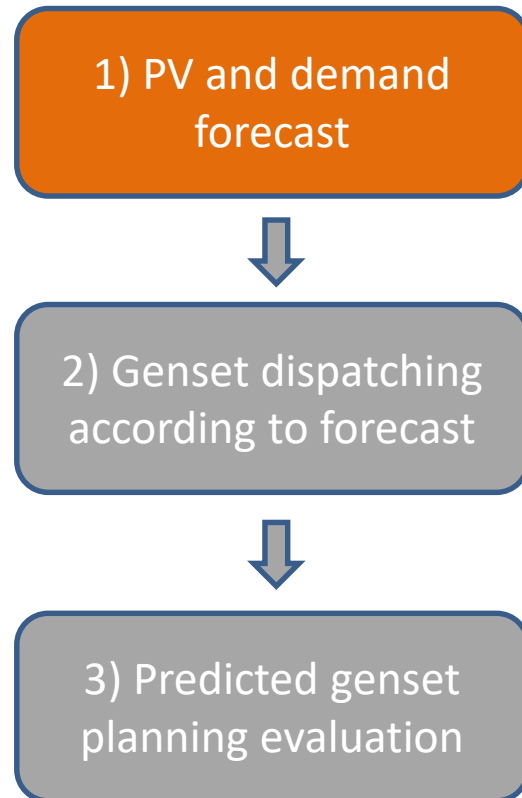 1) PV and demand
forecast
2) Genset dispatching
according to forecast
3) Predicted genset
planning evaluation